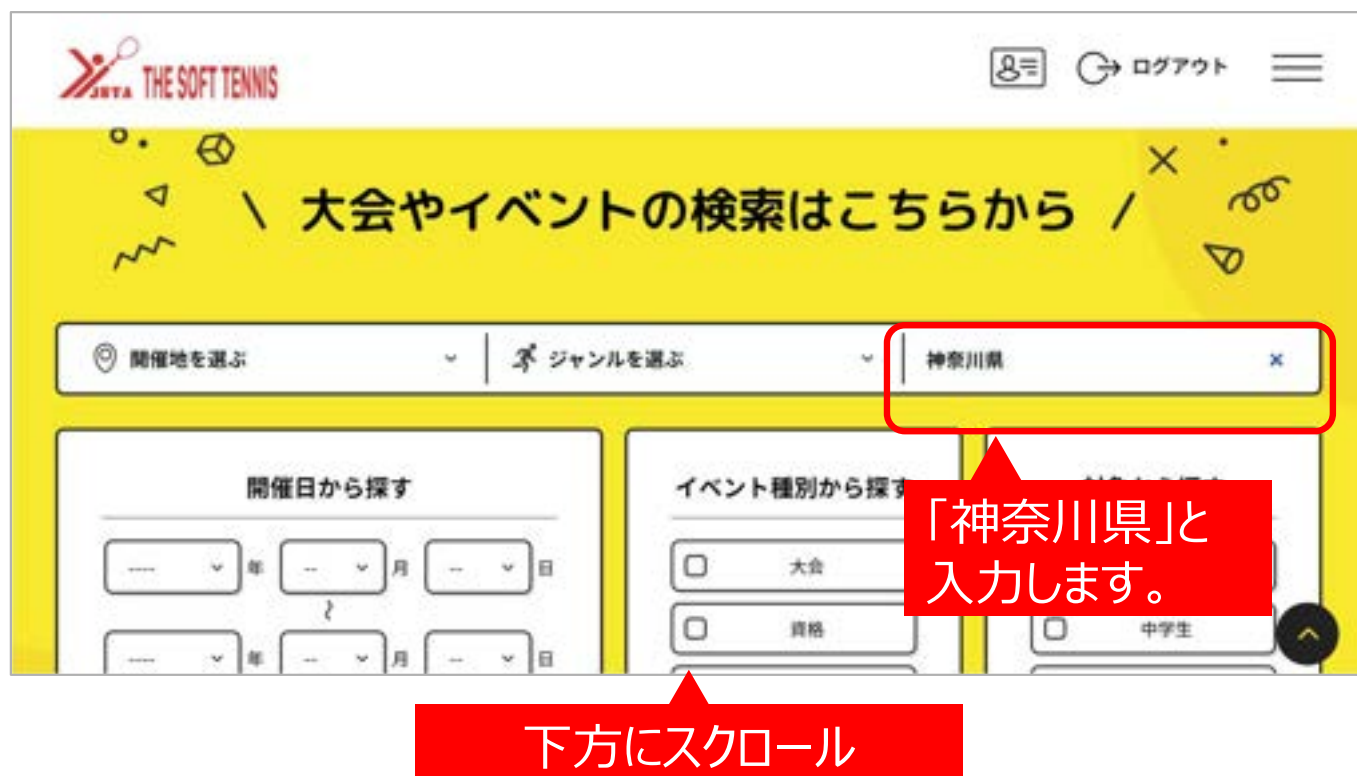 JSTA THE SOFT TENNIS
ログアウト
\ 大会やイベントの検索はこちらから /
開催地を選ぶ
ジャンルを選ぶ
神奈川県 ×
開催日から探す
---- 年 -- 月 -- 日
~
---- 年 -- 月 -- 日
イベント種別から探す
大会
資格
中学生
「神奈川県」と
入力します。
下方にスクロール